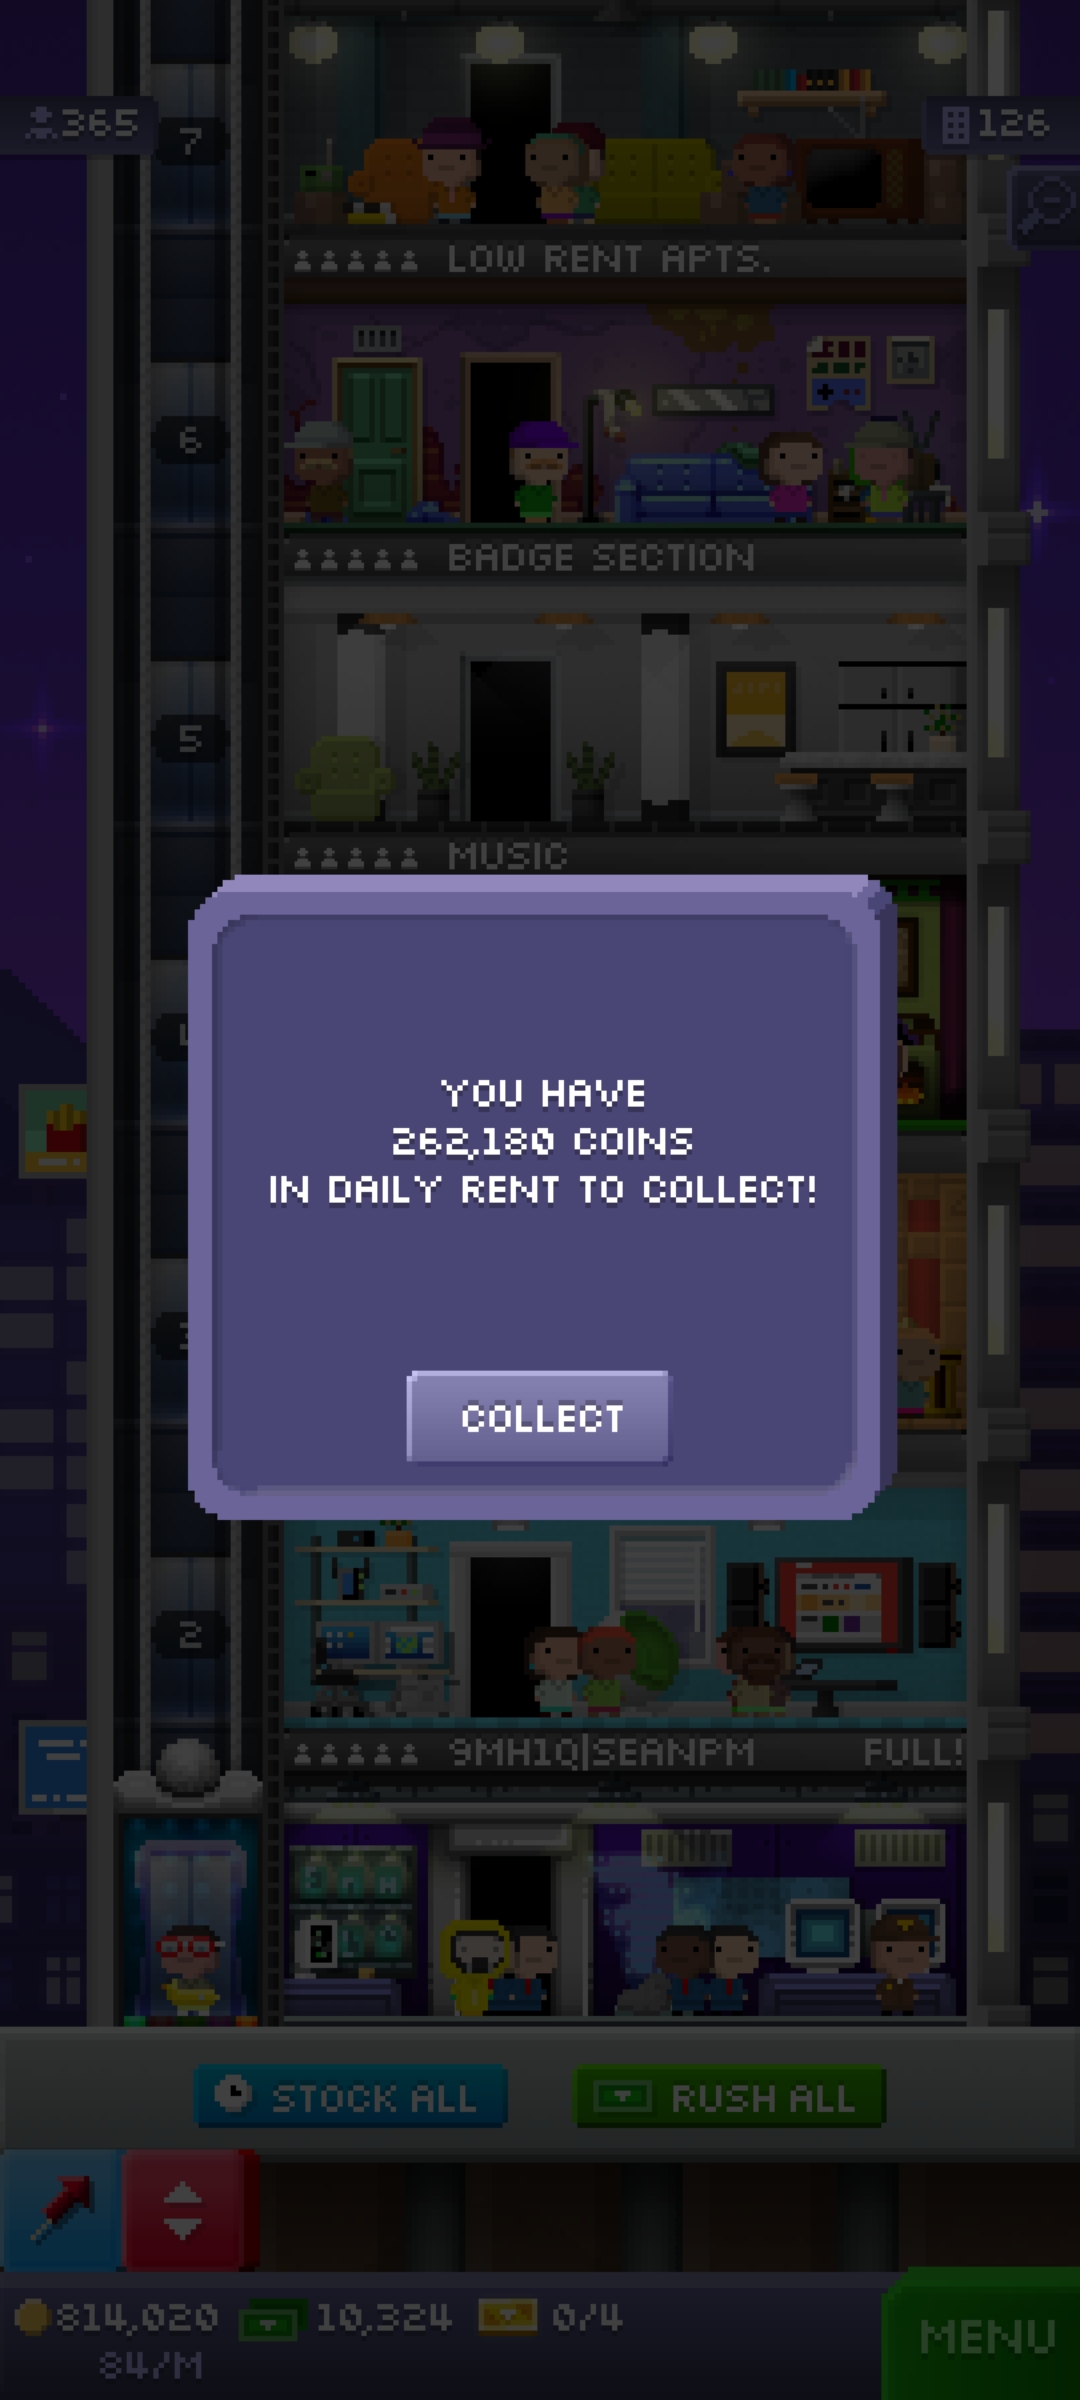 365
7
126
LOW RENT APTS.
6
BADGE SECTION
5
MUSIC
YOU HAVE
262,180 COINS
IN DAILY RENT TO COLLECT!
COLLECT
2
9MH1Q|SEANPM FULL!
STOCK ALL
RUSH ALL
814,020 10,324 0/4
84/M
MENU